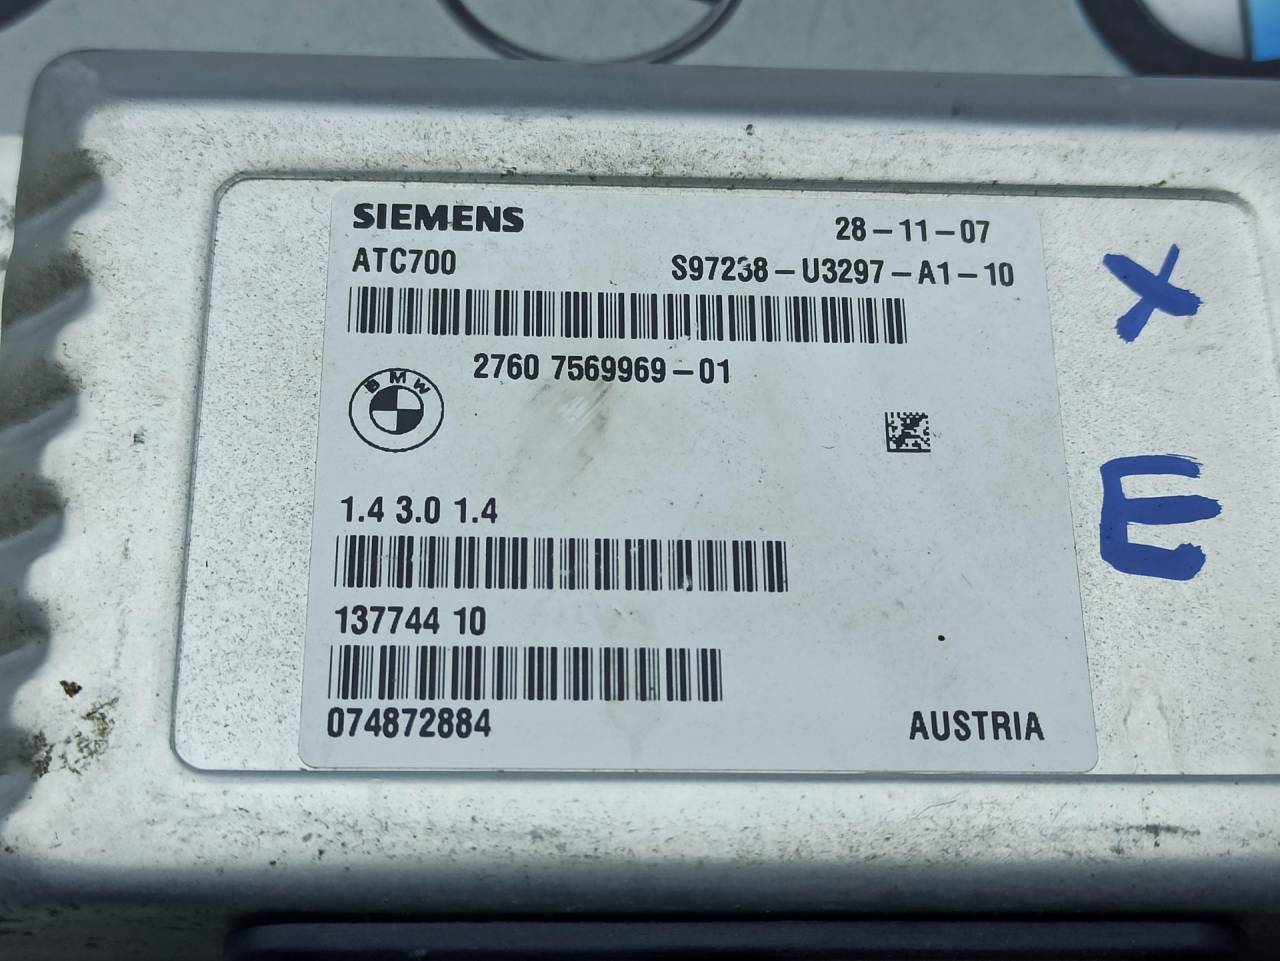 SIEMENS 28-11-07
ATC700 S97238-U3297-A1-10
2760 7569969-01
BMW
1.4 3.0 1.4
137744 10
074872884 AUSTRIA
X
E